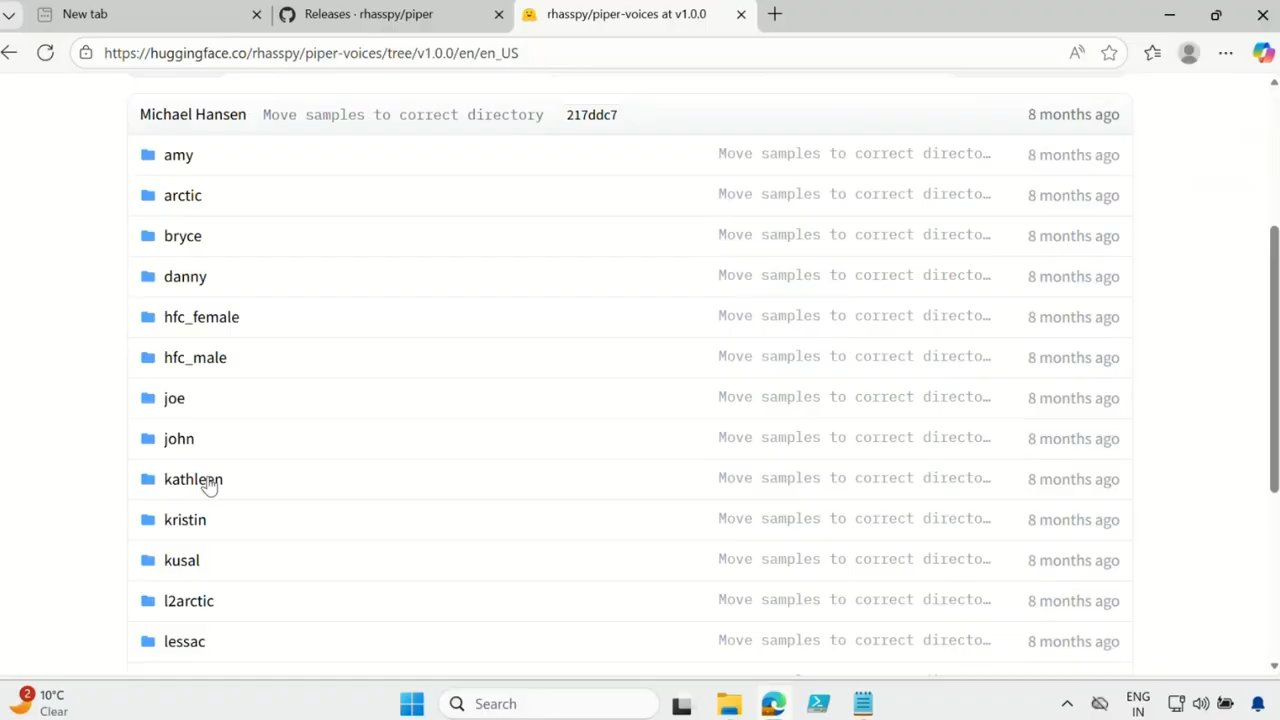 New tab
Releases · rhasspy/piper
rhasspy/piper-voices at v1.0.0
https://huggingface.co/rhasspy/piper-voices/tree/v1.0.0/en/en_US
Michael Hansen Move samples to correct directory 217ddc7 8 months ago
amy Move samples to correct directo… 8 months ago
arctic Move samples to correct directo… 8 months ago
bryce Move samples to correct directo… 8 months ago
danny Move samples to correct directo… 8 months ago
hfc_female Move samples to correct directo… 8 months ago
hfc_male Move samples to correct directo… 8 months ago
joe Move samples to correct directo… 8 months ago
john Move samples to correct directo… 8 months ago
kathleen Move samples to correct directo… 8 months ago
kristin Move samples to correct directo… 8 months ago
kusal Move samples to correct directo… 8 months ago
l2arctic Move samples to correct directo… 8 months ago
lessac Move samples to correct directo… 8 months ago
2
10°C
Clear
Search
ENG
IN